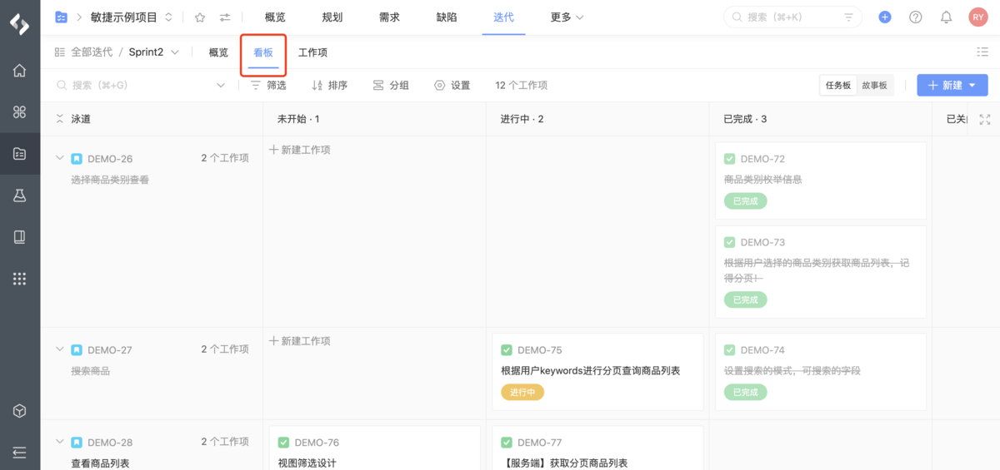 敏捷示例项目
概览
规划
需求
缺陷
迭代
更多
搜索（⌘+K）
RY
全部迭代 / Sprint2
概览
看板
工作项
搜索（⌘+G）
筛选
排序
分组
设置
12 个工作项
任务板
故事板
新建
泳道
未开始 · 1
进行中 · 2
已完成 · 3
DEMO-26
2 个工作项
选择商品类别查看
新建工作项
DEMO-72
商品类别枚举信息
已完成
DEMO-73
根据用户选择的商品类别获取商品列表，记
得分页！
已完成
DEMO-27
2 个工作项
搜索商品
新建工作项
DEMO-75
根据用户keywords进行分页查询商品列表
进行中
DEMO-74
设置搜索的模式，可搜索的字段
已完成
DEMO-28
2 个工作项
查看商品列表
DEMO-76
视图筛选设计
DEMO-77
【服务端】获取分页商品列表